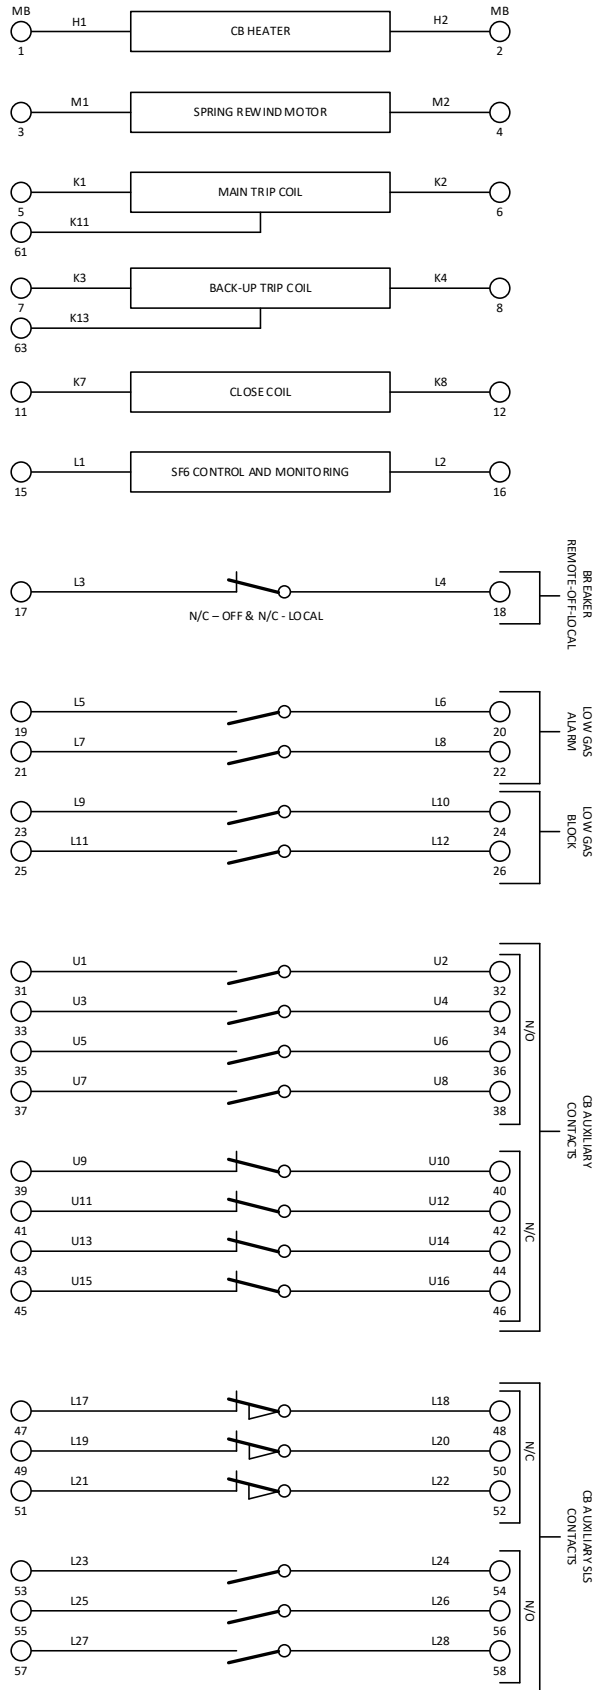 MB
MB
H1
CB HEATER
H2
1
2
M1
SPRING REWIND MOTOR
M2
3
4
K1
MAIN TRIP COIL
K2
5
6
K11
61
K3
BACK-UP TRIP COIL
K4
7
8
K13
63
K7
CLOSE COIL
K8
11
12
L1
SF6 CONTROL AND MONITORING
L2
15
16
L3
L4
17
18
N/C – OFF & N/C - LOCAL
BREAKER
REMOTE-OFF-LOCAL
L5
L6
19
20
L7
L8
21
22
LOW GAS
ALARM
L9
L10
23
24
L11
L12
25
26
LOW GAS
BLOCK
U1
U2
31
32
U3
U4
33
34
U5
U6
35
36
U7
U8
37
38
N/O
CB AUXILIARY
CONTACTS
U9
U10
39
40
U11
U12
41
42
U13
U14
43
44
U15
U16
45
46
N/C
L17
L18
47
48
L19
L20
49
50
L21
L22
51
52
N/C
CB AUXILIARY SLS
CONTACTS
L23
L24
53
54
L25
L26
55
56
L27
L28
57
58
N/O